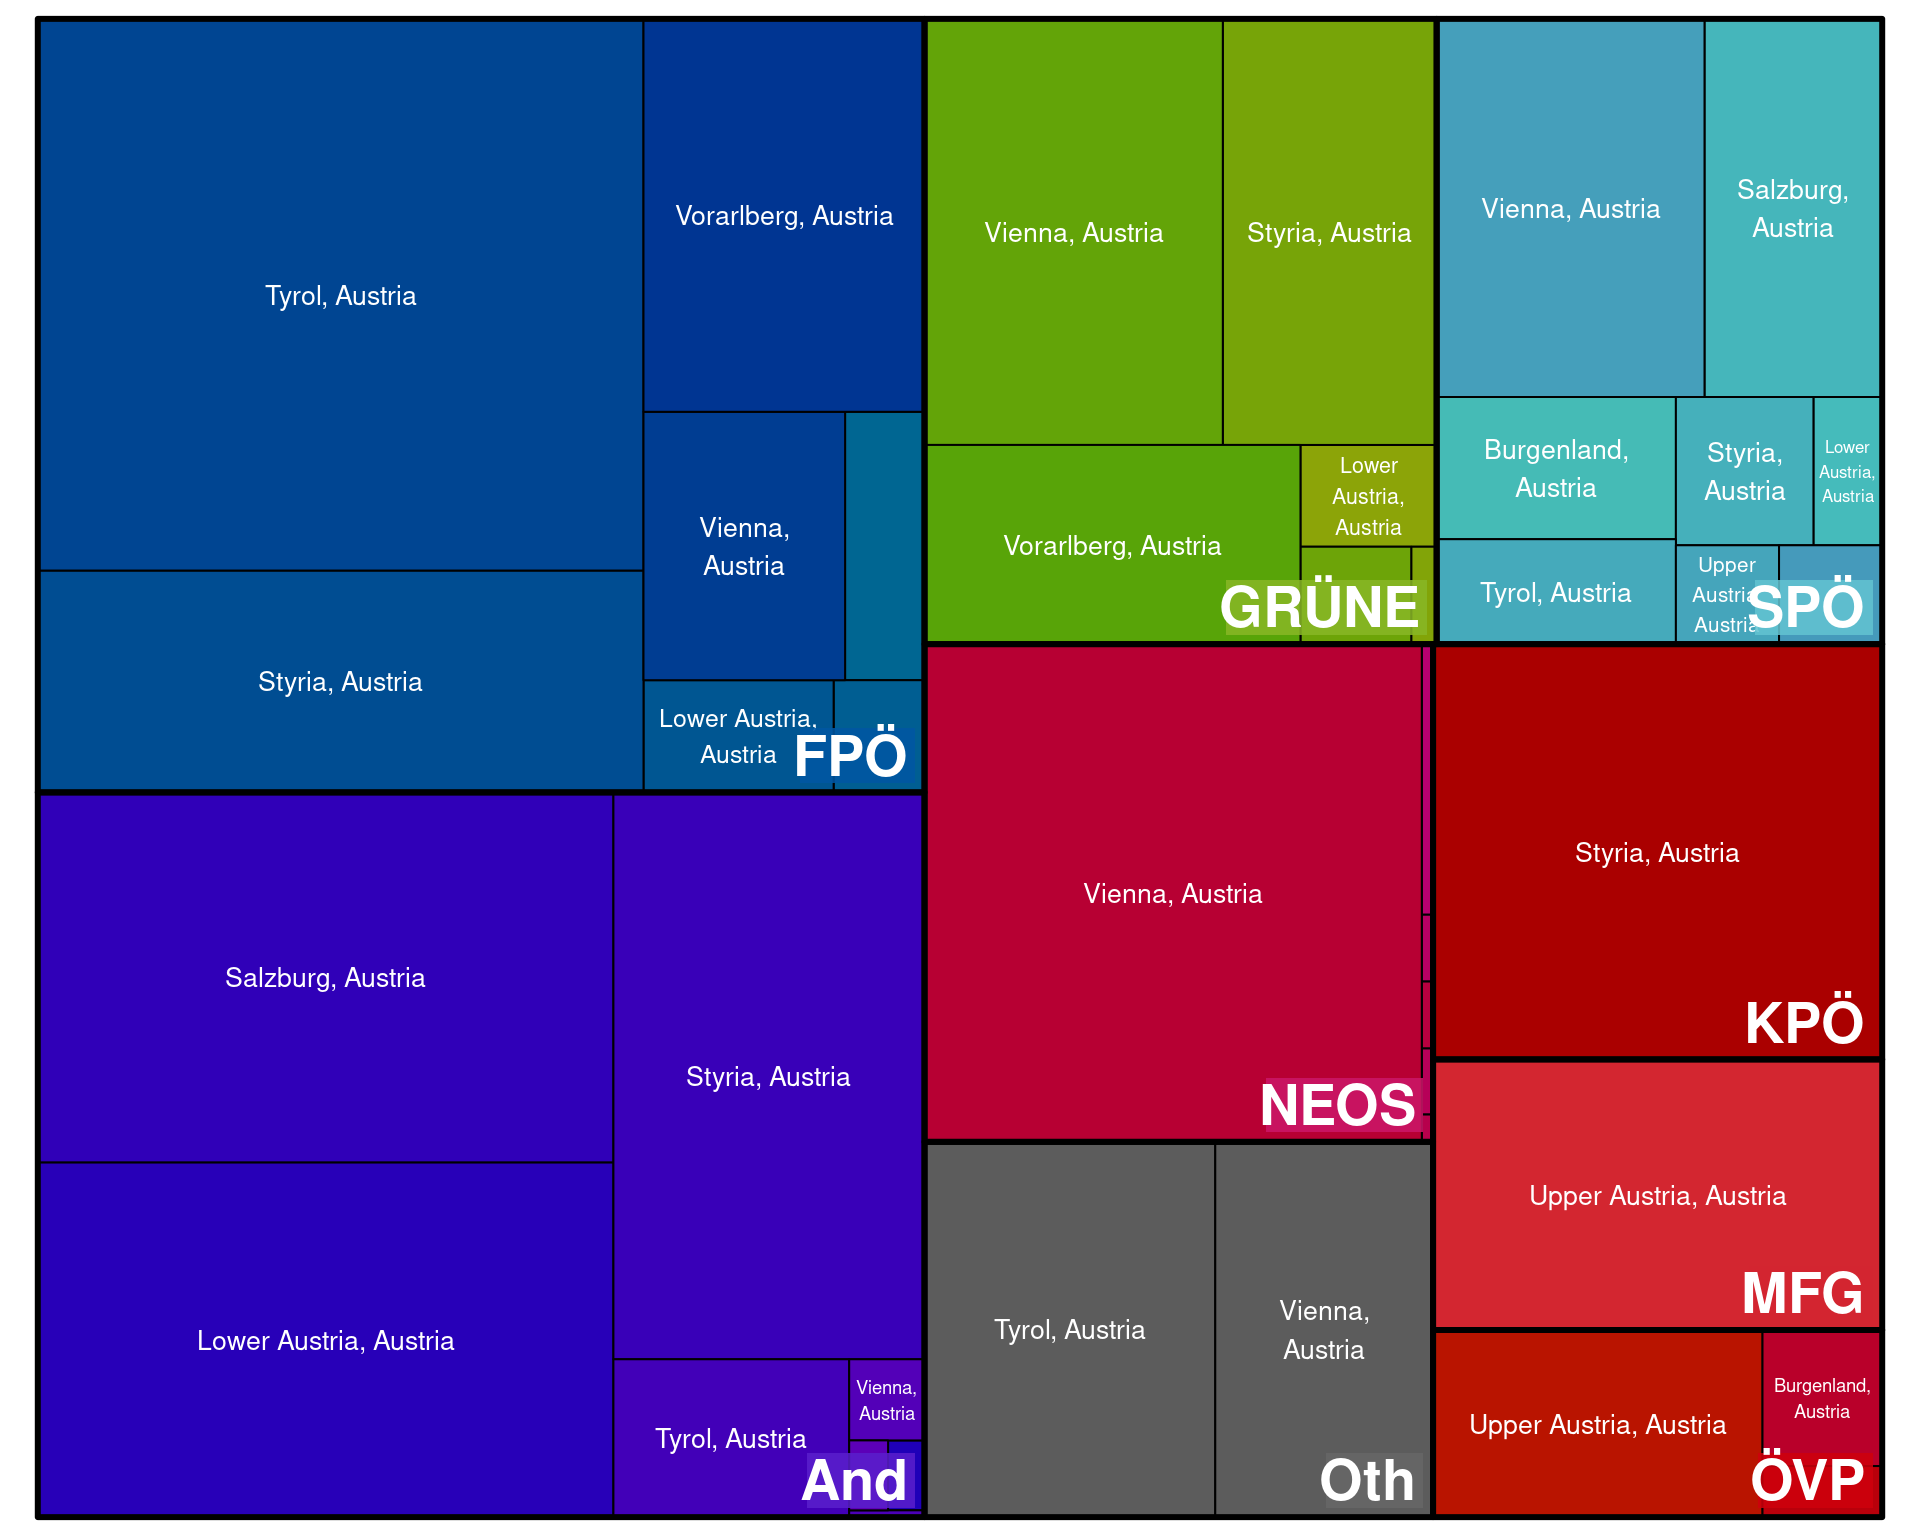 Tyrol, Austria
Vorarlberg, Austria
Vienna,
Austria
Styria, Austria
Lower Austria,
Austria
FPÖ
Salzburg, Austria
Styria, Austria
Lower Austria, Austria
Tyrol, Austria
Vienna,
Austria
And
Vienna, Austria
Styria, Austria
Vorarlberg, Austria
Lower
Austria,
Austria
GRÜNE
Vienna, Austria
Salzburg,
Austria
Burgenland,
Austria
Styria,
Austria
Lower
Austria,
Austria
Tyrol, Austria
Upper
Austria,
Austria
SPÖ
Vienna, Austria
NEOS
Styria, Austria
KPÖ
Upper Austria, Austria
MFG
Tyrol, Austria
Vienna,
Austria
Oth
Upper Austria, Austria
Burgenland,
Austria
ÖVP